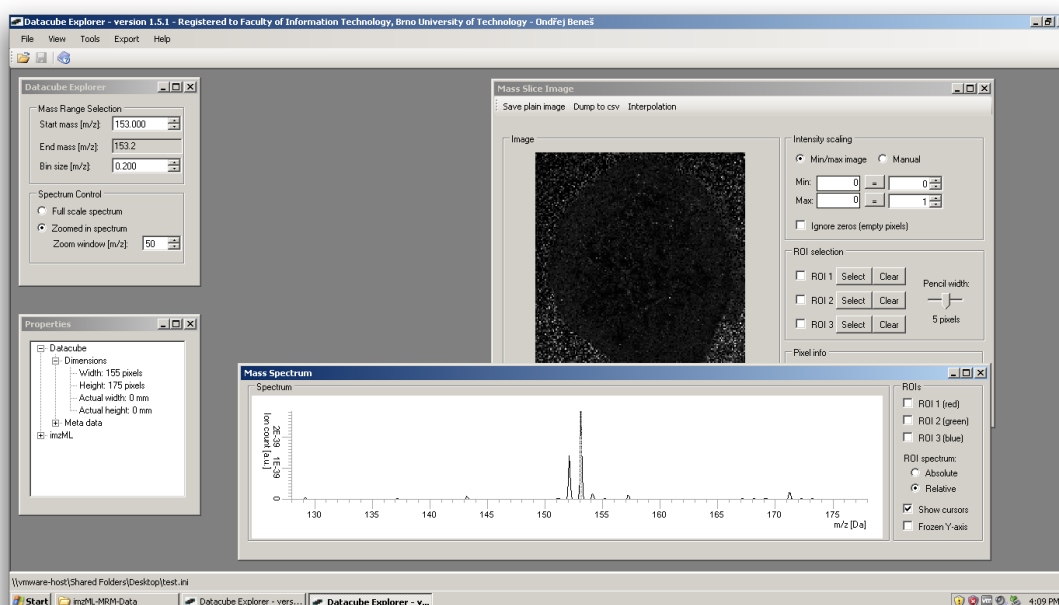 Datacube Explorer - version 1.5.1 - Registered to Faculty of Information Technology, Brno University of Technology - Ondřej Beneš
File View Tools Export Help
Datacube Explorer
Mass Range Selection
Start mass [m/z]: 153.000
End mass [m/z]: 153.2
Bin size [m/z]: 0.200
Spectrum Control
Full scale spectrum
Zoomed in spectrum
Zoom window [m/z]: 50
Mass Slice Image
Save plain image Dump to csv Interpolation
Image
Intensity scaling
Min/max image Manual
Min: 0 = 0
Max: 0 = 1
Ignore zeros (empty pixels)
ROI selection
ROI 1 Select Clear
ROI 2 Select Clear
ROI 3 Select Clear
Pencil width:
5 pixels
Pixel info
Properties
Datacube
Dimensions
Width: 155 pixels
Height: 175 pixels
Actual width: 0 mm
Actual height: 0 mm
Meta data
imzML
Mass Spectrum
Spectrum
Ion count [a.u.]
2E-39
1E-39
0
130 135 140 145 150 155 160 165 170 175
m/z [Da]
ROIs
ROI 1 (red)
ROI 2 (green)
ROI 3 (blue)
ROI spectrum:
Absolute
Relative
Show cursors
Frozen Y-axis
\\vmware-host\Shared Folders\Desktop\test.ini
Start imzML-MRM-Data Datacube Explorer - vers... Datacube Explorer - v... 4:09 PM